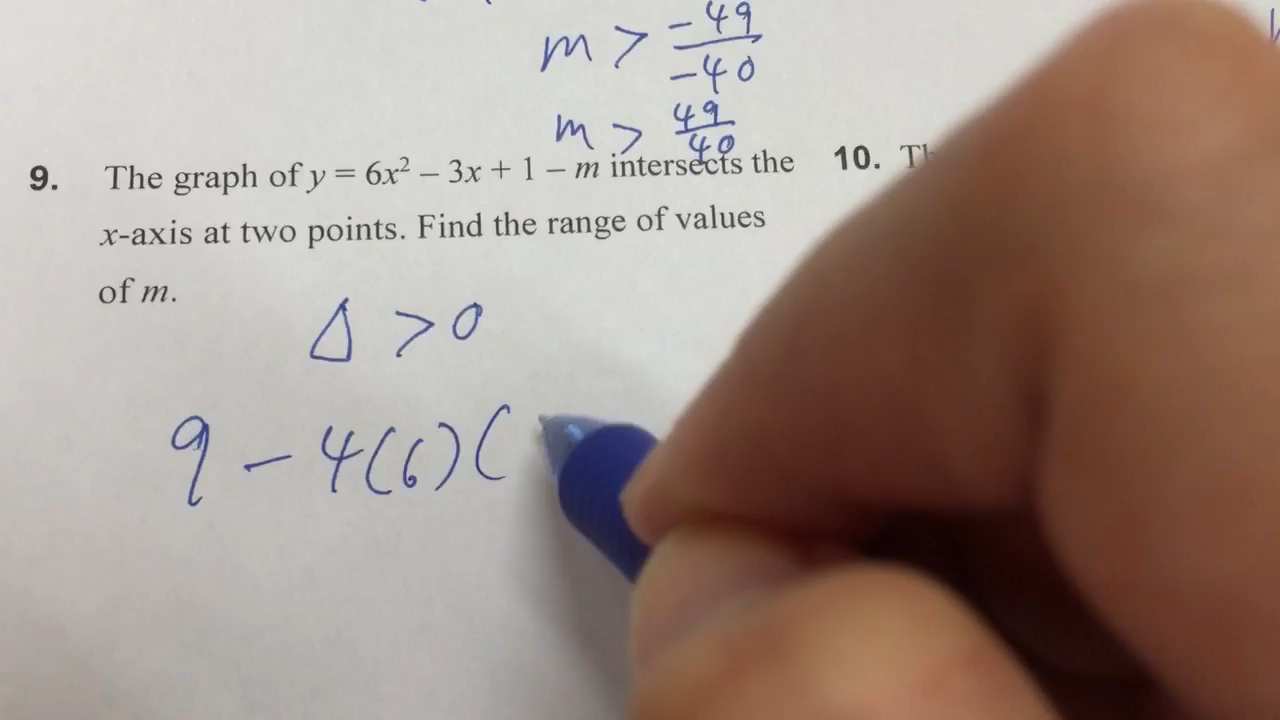 m > -49/-40
m > 49/40
9. The graph of y = 6x² – 3x + 1 – m intersects the
x-axis at two points. Find the range of values
of m.
Δ > 0
9 – 4(6)(
10.